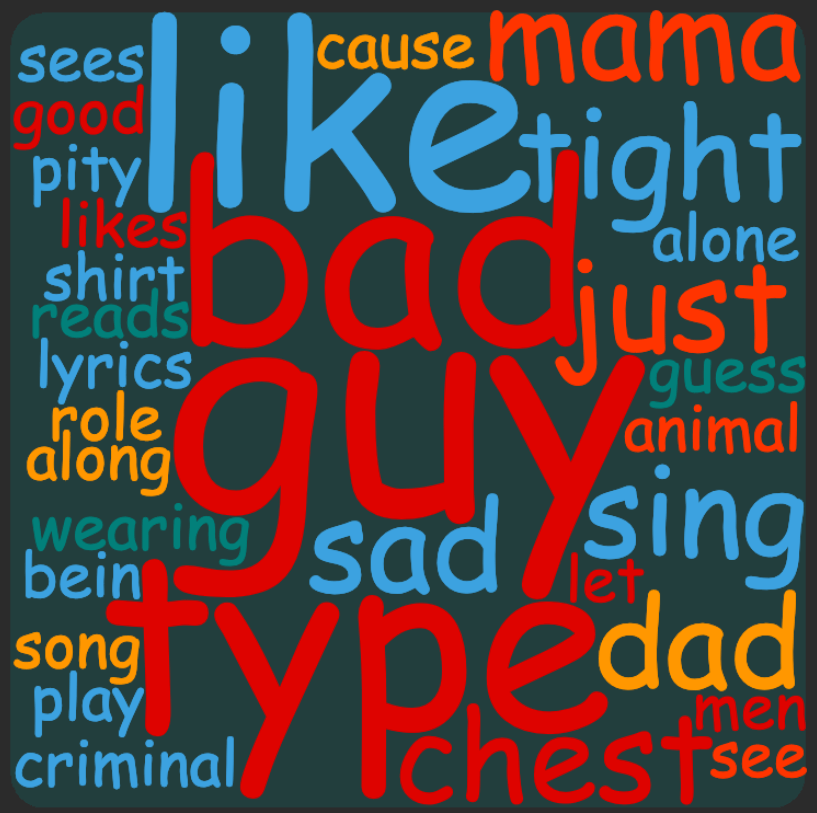 sees
like
cause
mama
good
tight
pity
likes
bad
alone
shirt
just
reads
lyrics
guy
guess
role
animal
along
sing
wearing
sad
bein
let
type
dad
song
play
men
chest
see
criminal